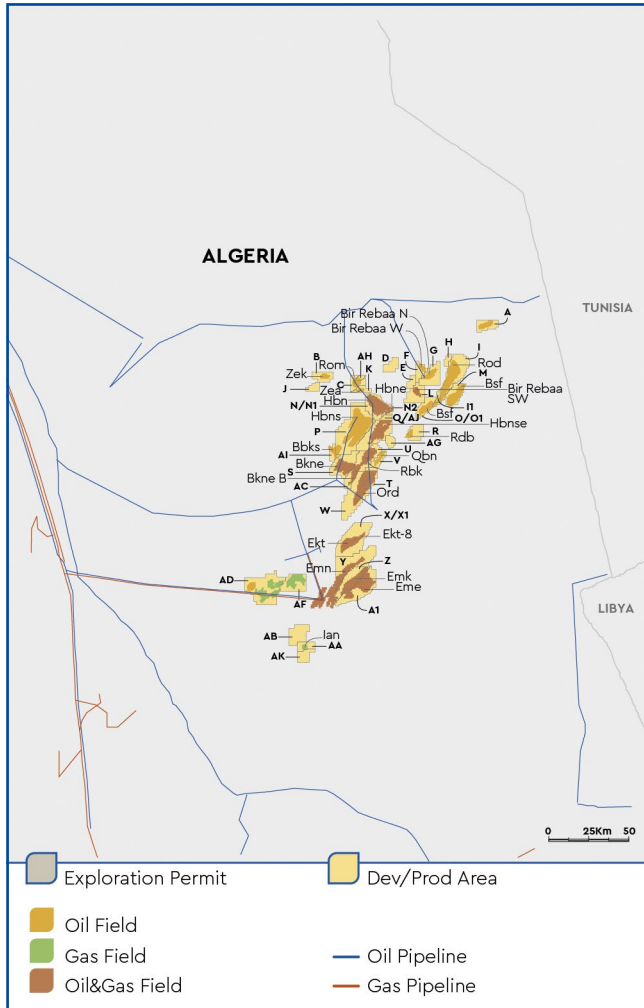 ALGERIA
TUNISIA
LIBYA
Bir Rebaa N
Bir Rebaa W
A
B
Rom
AH
D
F
G
H
I
Zek
K
E
Rod
M
J
C
Zea
Hbne
L
Bsf
Bir Rebaa
SW
Hbn
N/N1
N2
I1
Bsf
O/O1
Hbns
Q/AJ
Hbnse
P
R
Rdb
AG
Bbks
U
AI
Qbn
Bkne
V
S
Rbk
Bkne B
T
AC
Ord
W
X/X1
Ekt-8
Ekt
Y
Z
Emn
Emk
AD
Eme
AF
A1
AB
Ian
AA
AK
0 25Km 50
Exploration Permit
Dev/Prod Area
Oil Field
Gas Field
Oil Pipeline
Oil&Gas Field
Gas Pipeline